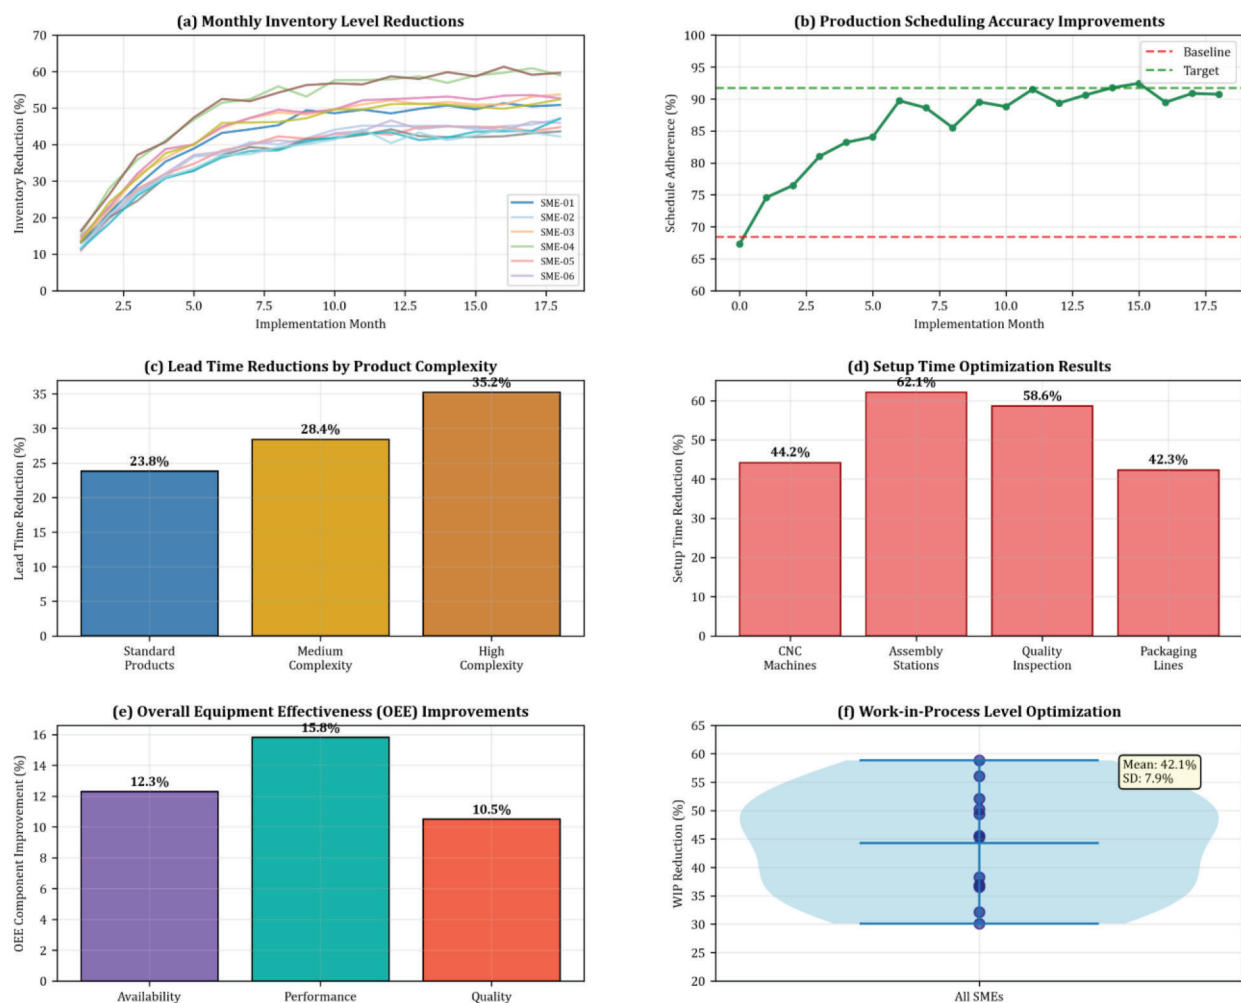 (a) Monthly Inventory Level Reductions
70
60
50
40
30
20
10
0
Inventory Reduction (%)
SME-01
SME-02
SME-03
SME-04
SME-05
SME-06
2.5
5.0
7.5
10.0
12.5
15.0
17.5
Implementation Month
(b) Production Scheduling Accuracy Improvements
100
95
90
85
80
75
70
65
60
Schedule Adherence (%)
Baseline
Target
0.0
2.5
5.0
7.5
10.0
12.5
15.0
17.5
Implementation Month
(c) Lead Time Reductions by Product Complexity
35
30
25
20
15
10
5
0
Lead Time Reduction (%)
23.8%
28.4%
35.2%
Standard
Products
Medium
Complexity
High
Complexity
(d) Setup Time Optimization Results
60
50
40
30
20
10
0
Setup Time Reduction (%)
44.2%
62.1%
58.6%
42.3%
CNC
Machines
Assembly
Stations
Quality
Inspection
Packaging
Lines
(e) Overall Equipment Effectiveness (OEE) Improvements
16
14
12
10
8
6
4
2
0
OEE Component Improvement (%)
12.3%
15.8%
10.5%
Availability
Performance
Quality
(f) Work-in-Process Level Optimization
65
60
55
50
45
40
35
30
25
20
WIP Reduction (%)
Mean: 42.1%
SD: 7.9%
All SMEs